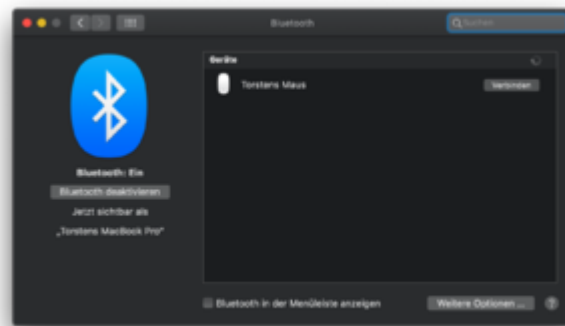 Bluetooth
Suchen
Geräte
Torstens Maus
Verbinden
Bluetooth: Ein
Bluetooth deaktivieren
Jetzt sichtbar als
„Torstens MacBook Pro“
Bluetooth in der Menüleiste anzeigen
Weitere Optionen ...
?